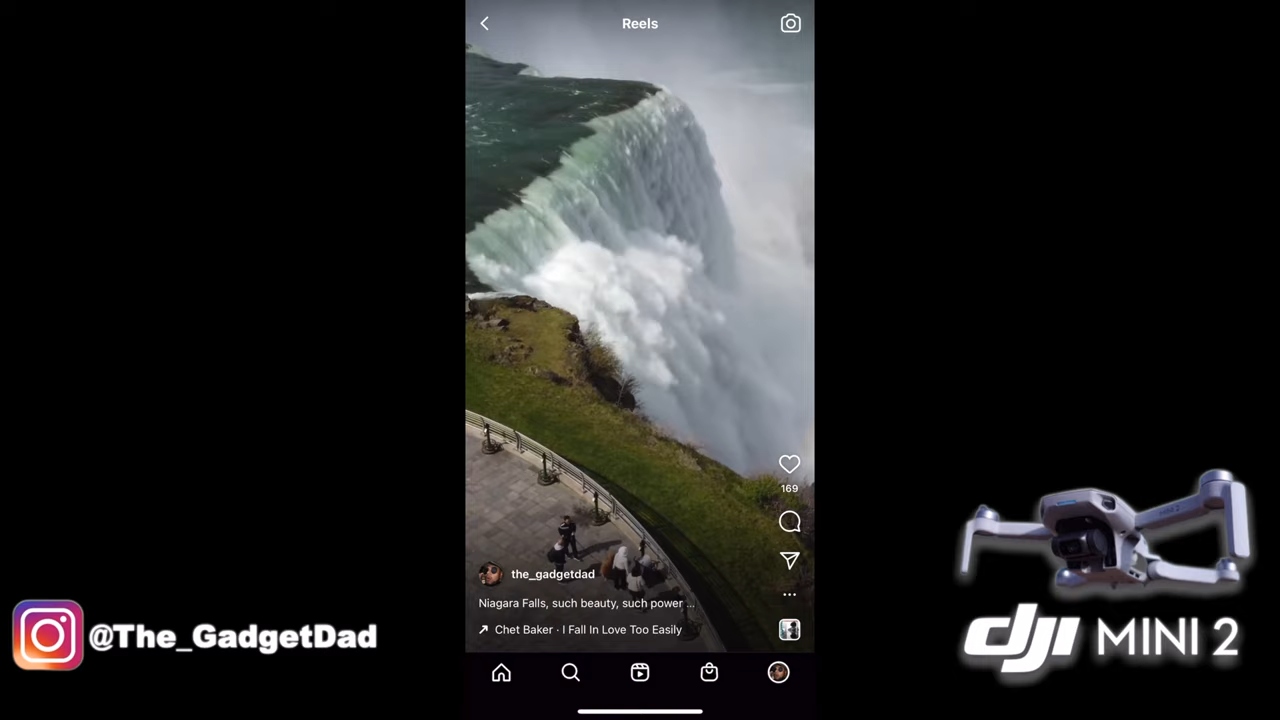 Reels
169
the_gadgetdad
Niagara Falls, such beauty, such power ...
Chet Baker · I Fall In Love Too Easily
@The_GadgetDad
dji MINI 2